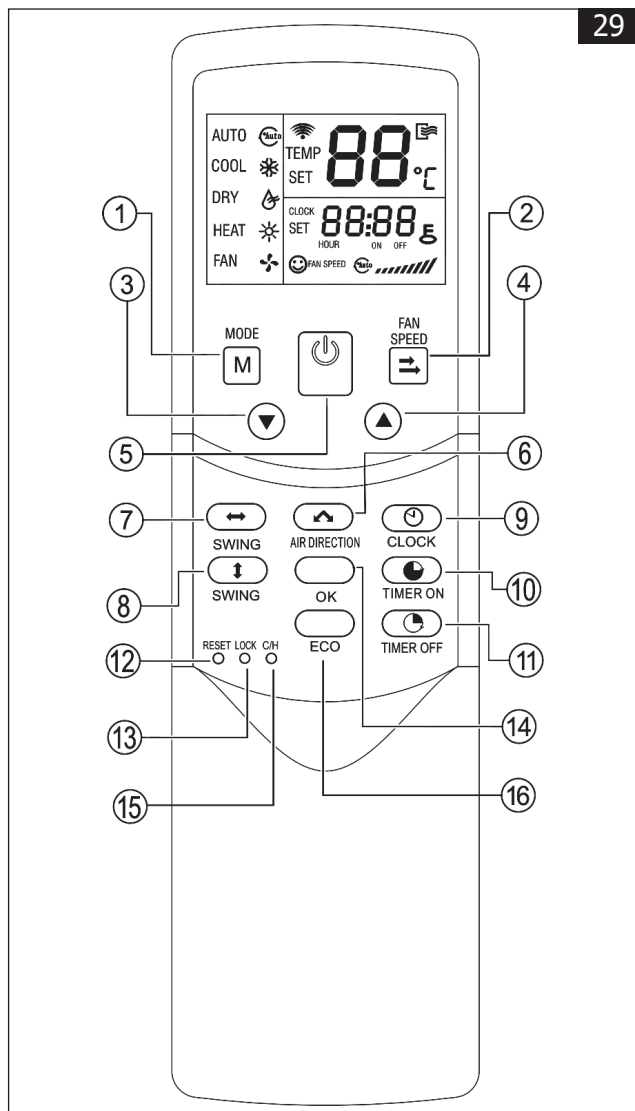 29
AUTO Auto
COOL
DRY
HEAT
FAN
TEMP
SET
88 °C
CLOCK
SET
88:88
HOUR ON OFF
FAN SPEED Auto
1
2
3
4
MODE
M
FAN
SPEED
5
6
7
SWING
AIR DIRECTION
CLOCK
9
8
SWING
OK
TIMER ON
10
ECO
TIMER OFF
11
12
RESET LOCK C/H
13
14
15
16